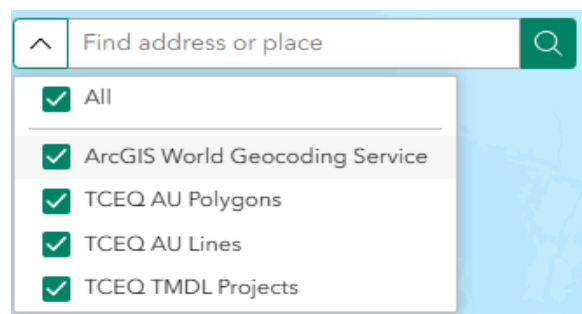 Find address or place
All
ArcGIS World Geocoding Service
TCEQ AU Polygons
TCEQ AU Lines
TCEQ TMDL Projects